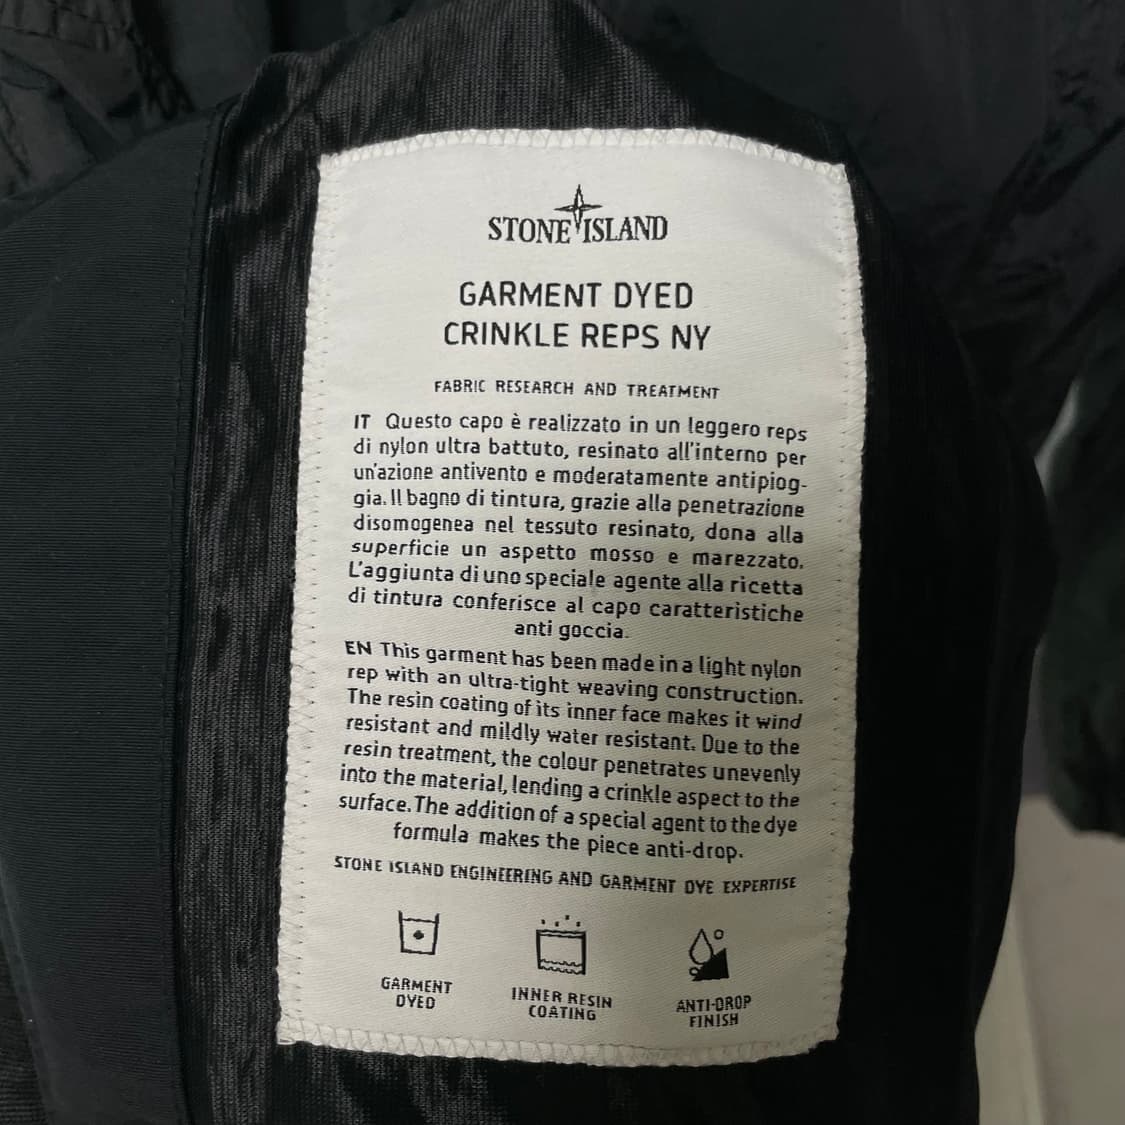 STONE ISLAND
GARMENT DYED
CRINKLE REPS NY
FABRIC RESEARCH AND TREATMENT
IT Questo capo è realizzato in un leggero reps
di nylon ultra battuto, resinato all'interno per
un'azione antivento e moderatamente antipiog-
gia. Il bagno di tintura, grazie alla penetrazione
disomogenea nel tessuto resinato, dona alla
superficie un aspetto mosso e marezzato.
L'aggiunta di uno speciale agente alla ricetta
di tintura conferisce al capo caratteristiche
anti goccia.
EN This garment has been made in a light nylon
rep with an ultra-tight weaving construction.
The resin coating of its inner face makes it wind
resistant and mildly water resistant. Due to the
resin treatment, the colour penetrates unevenly
into the material, lending a crinkle aspect to the
surface. The addition of a special agent to the dye
formula makes the piece anti-drop.
STONE ISLAND ENGINEERING AND GARMENT DYE EXPERTISE
GARMENT
DYED
INNER RESIN
COATING
ANTI-DROP
FINISH